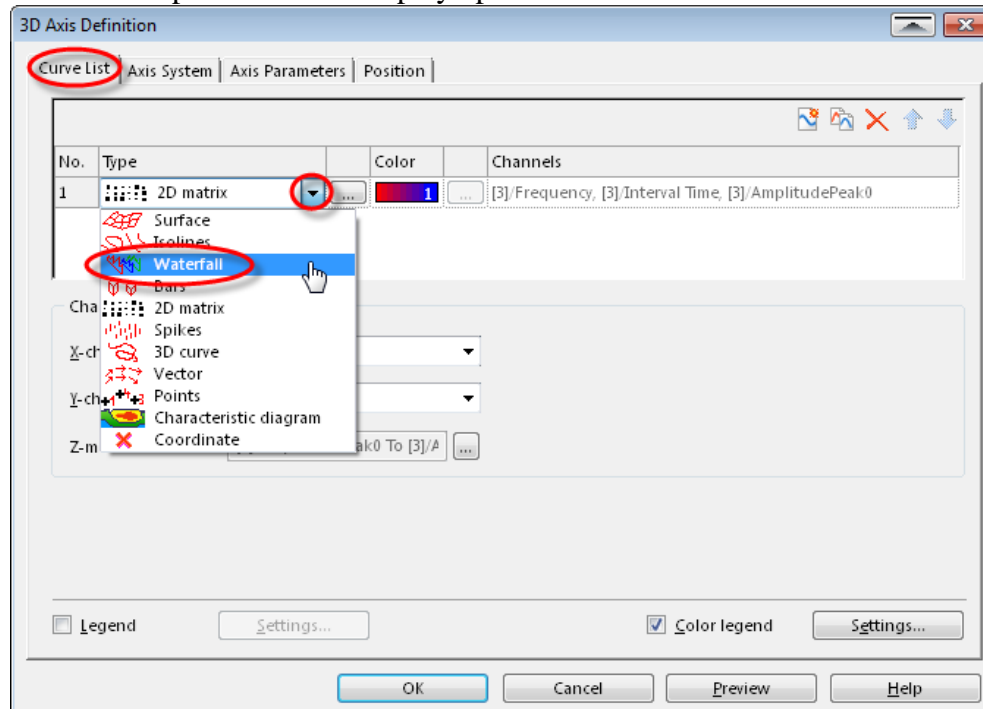 3D Axis Definition
Curve List Axis System Axis Parameters Position
No. Type Color Channels
1 2D matrix ... 1 ... [3]/Frequency, [3]/Interval Time, [3]/AmplitudePeak0
Surface
Isolines
Waterfall
Bars
Cha 2D matrix
Spikes
X-ch 3D curve
Vector
Y-ch Points
Characteristic diagram
Z-m Coordinate ak0 To [3]/A ...
Legend Settings... Color legend Settings...
OK Cancel Preview Help